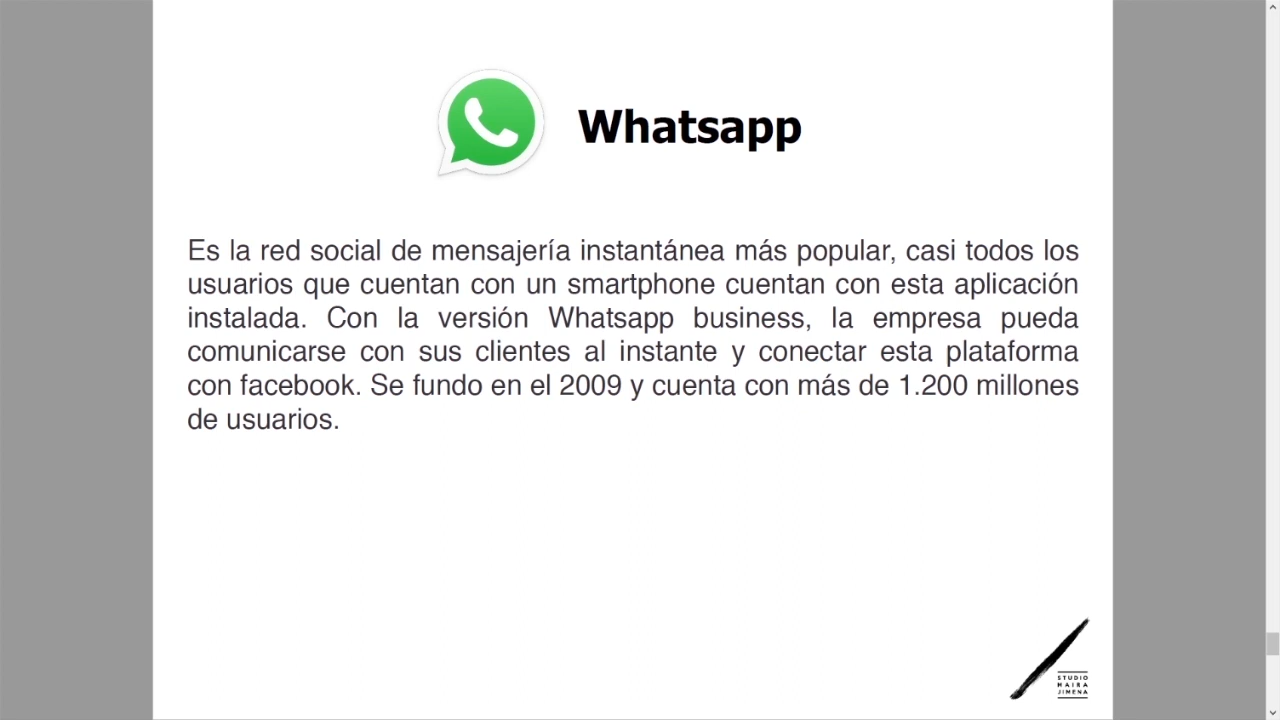 Whatsapp
Es la red social de mensajería instantánea más popular, casi todos los
usuarios que cuentan con un smartphone cuentan con esta aplicación
instalada. Con la versión Whatsapp business, la empresa pueda
comunicarse con sus clientes al instante y conectar esta plataforma
con facebook. Se fundo en el 2009 y cuenta con más de 1.200 millones
de usuarios.
STUDIO
MAIRA
JIMENA